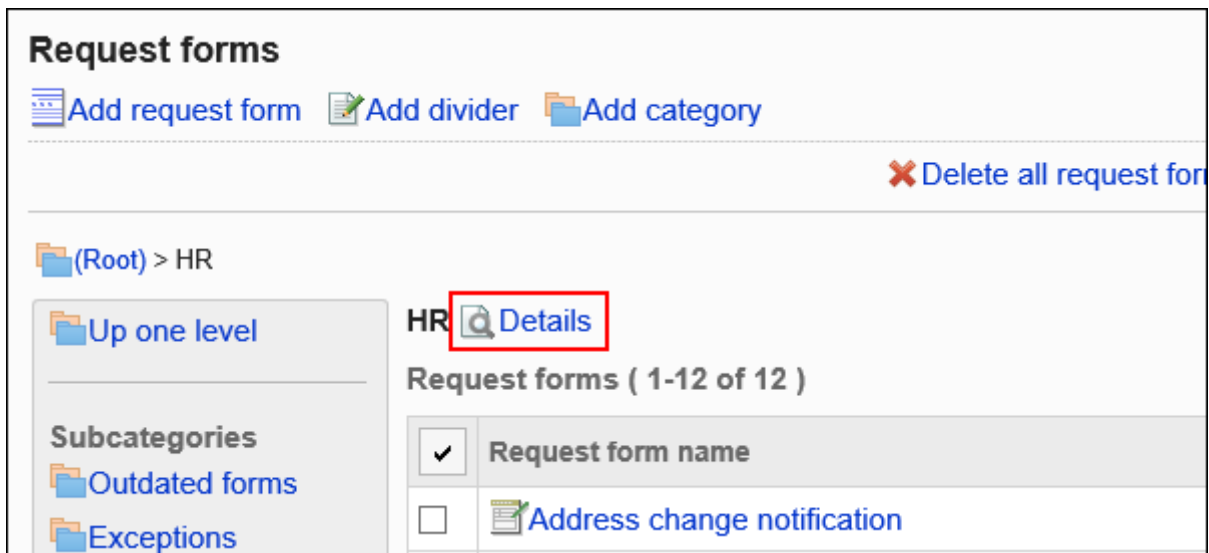 Request forms
Add request form Add divider Add category
Delete all request for
(Root) > HR
Up one level
Subcategories
Outdated forms
Exceptions
HR Details
Request forms ( 1-12 of 12 )
Request form name
Address change notification